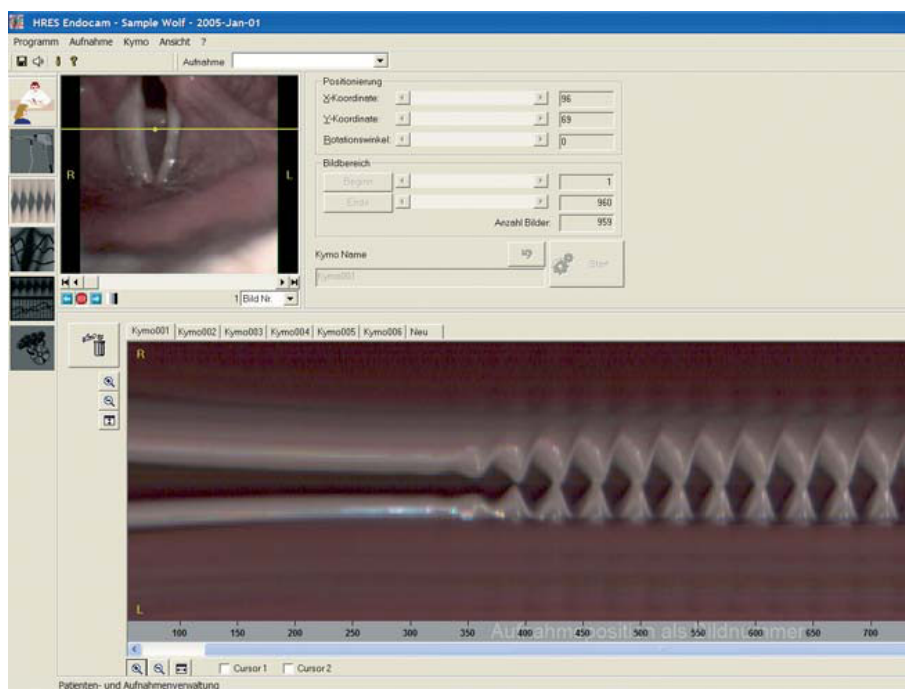 HRES Endocam - Sample Wolf - 2005-Jan-01
Programm Aufnahme Kymo Ansicht ?
Aufnahme
Positionierung
X-Koordinate: 96
Y-Koordinate: 69
Rotationswinkel: 0
Bildbereich
Beginn 1
Ende 960
Anzahl Bilder: 959
Kymo Name
Kymo001
Start
R
L
1 Bild Nr.
Kymo001 Kymo002 Kymo003 Kymo004 Kymo005 Kymo006 Neu
R
L
100 150 200 250 300 350 400 450 500 550 600 650 700
Aufnahmeposition als Bildnummer
Cursor 1 Cursor 2
Patienten- und Aufnahmenverwaltung